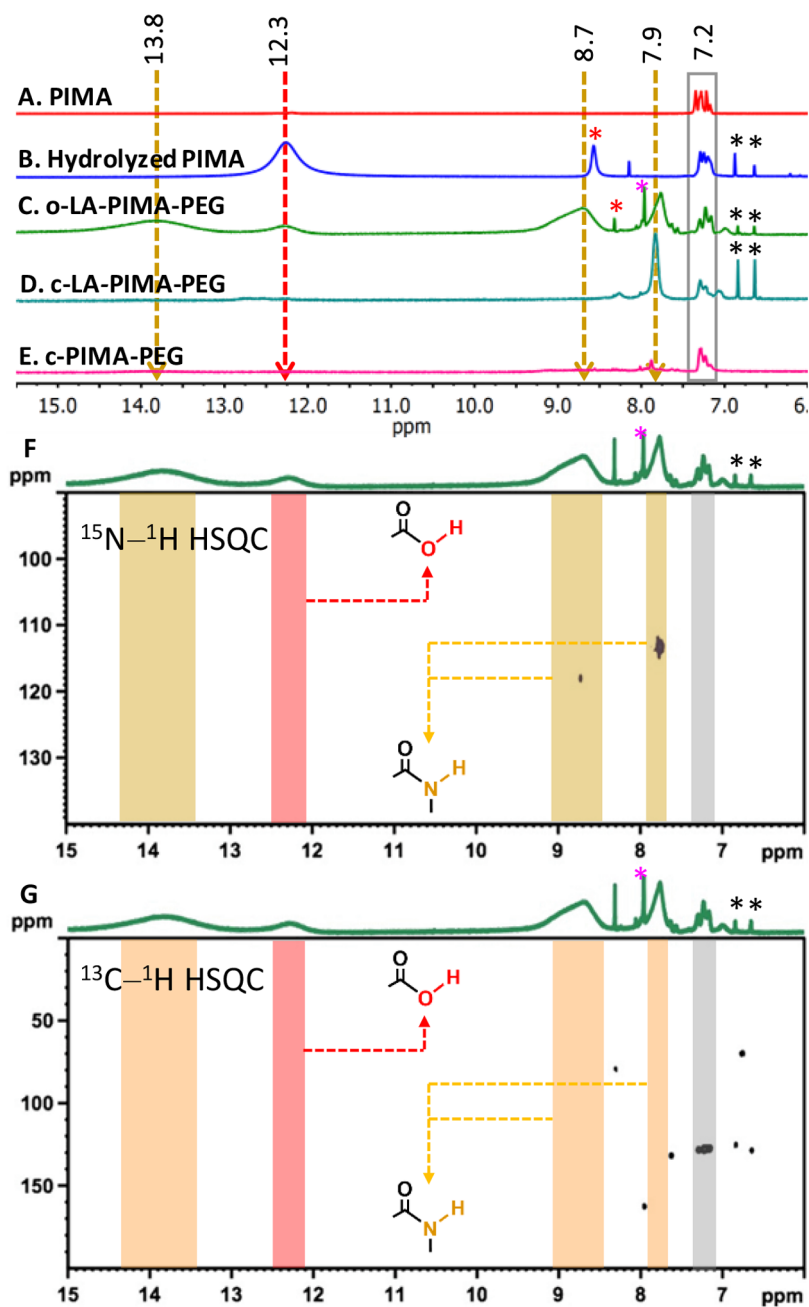 13.8 12.3 8.7 7.9 7.2
A. PIMA
B. Hydrolyzed PIMA * * *
C. o-LA-PIMA-PEG * * * *
D. c-LA-PIMA-PEG * *
E. c-PIMA-PEG
15.0 14.0 13.0 12.0 11.0 10.0 9.0 8.0 7.0 6.
ppm
F * * *
ppm
15N—1H HSQC
O
O H
100
110
120
130
O
N H
15 14 13 12 11 10 9 8 7 ppm
G * * *
ppm
13C—1H HSQC
O
O H
50
100
150
O
N H
15 14 13 12 11 10 9 8 7 ppm